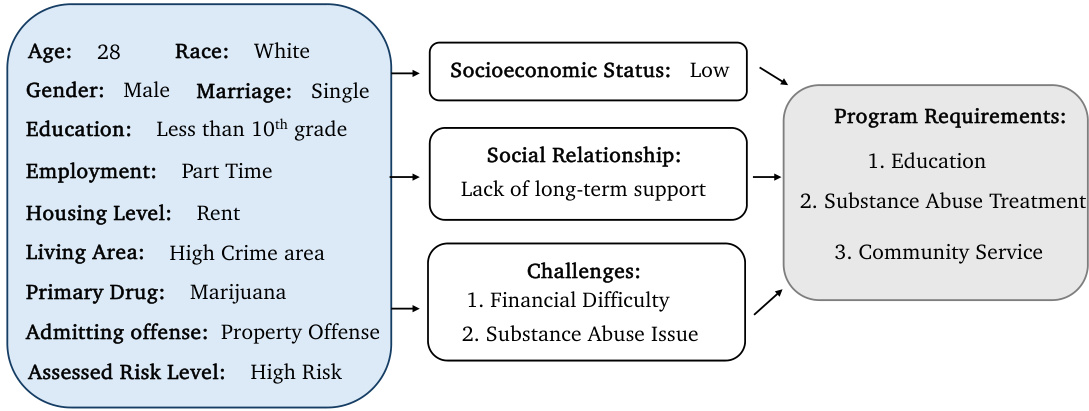 Age: 28 Race: White
Gender: Male Marriage: Single
Education: Less than 10th grade
Employment: Part Time
Housing Level: Rent
Living Area: High Crime area
Primary Drug: Marijuana
Admitting offense: Property Offense
Assessed Risk Level: High Risk
Socioeconomic Status: Low
Social Relationship:
Lack of long-term support
Challenges:
1. Financial Difficulty
2. Substance Abuse Issue
Program Requirements:
1. Education
2. Substance Abuse Treatment
3. Community Service